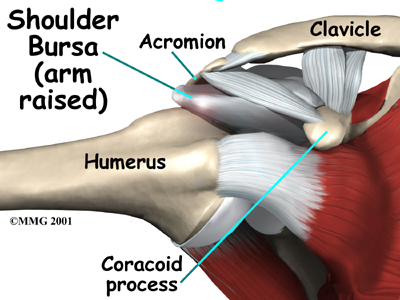 Shoulder
Bursa
(arm
raised)
Acromion
Clavicle
Humerus
©MMG 2001
Coracoid
process